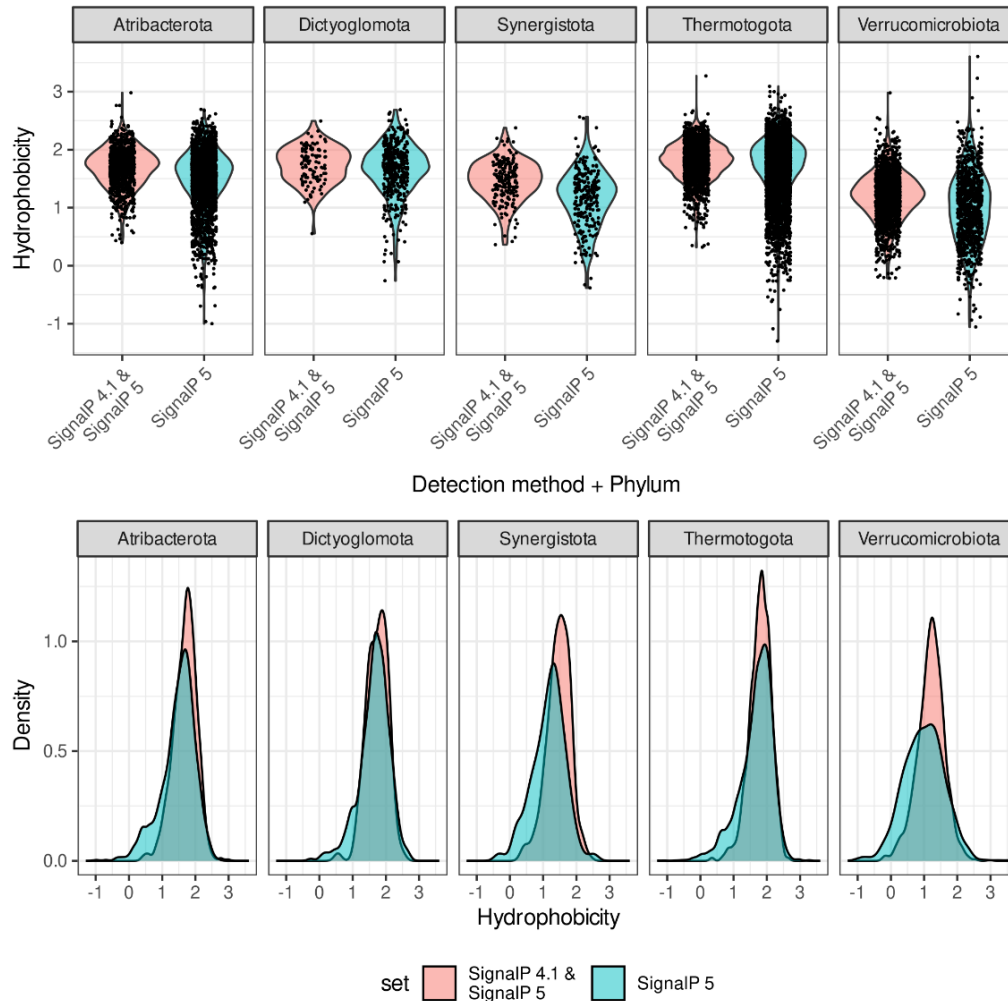 Atribacterota Dictyoglomota Synergistota Thermotogota Verrucomicrobiota
Hydrophobicity
3
2
1
0
-1
SignalP 4.1 &
SignalP 5
SignalP 5
SignalP 4.1 &
SignalP 5
SignalP 5
SignalP 4.1 &
SignalP 5
SignalP 5
SignalP 4.1 &
SignalP 5
SignalP 5
SignalP 4.1 &
SignalP 5
SignalP 5
Detection method + Phylum
Atribacterota Dictyoglomota Synergistota Thermotogota Verrucomicrobiota
Density
1.0
0.5
0.0
-1 0 1 2 3 -1 0 1 2 3 -1 0 1 2 3 -1 0 1 2 3 -1 0 1 2 3
Hydrophobicity
set
SignalP 4.1 &
SignalP 5
SignalP 5